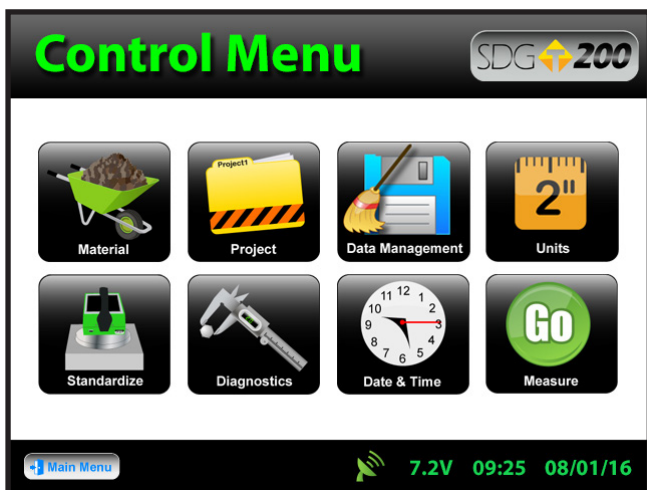 Control Menu
SDG 200
Project1
2"
Material
Project
Data Management
Units
12
11
1
10
2
9
3
8
4
7
5
6
Go
Standardize
Diagnostics
Date & Time
Measure
Main Menu
7.2V 09:25 08/01/16